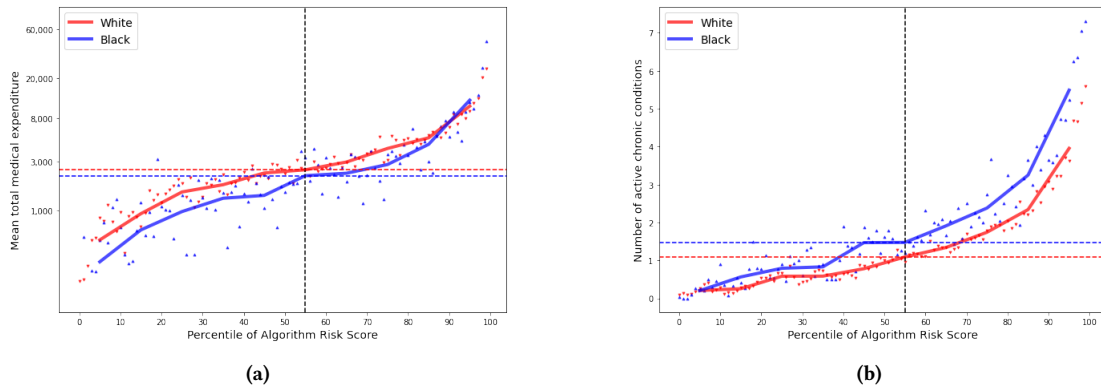 White
Black
60,000
20,000
8,000
3,000
1,000
Mean total medical expenditure
0 10 20 30 40 50 60 70 80 90 100
Percentile of Algorithm Risk Score
(a)
White
Black
7
6
5
4
3
2
1
0
Number of active chronic conditions
0 10 20 30 40 50 60 70 80 90 100
Percentile of Algorithm Risk Score
(b)